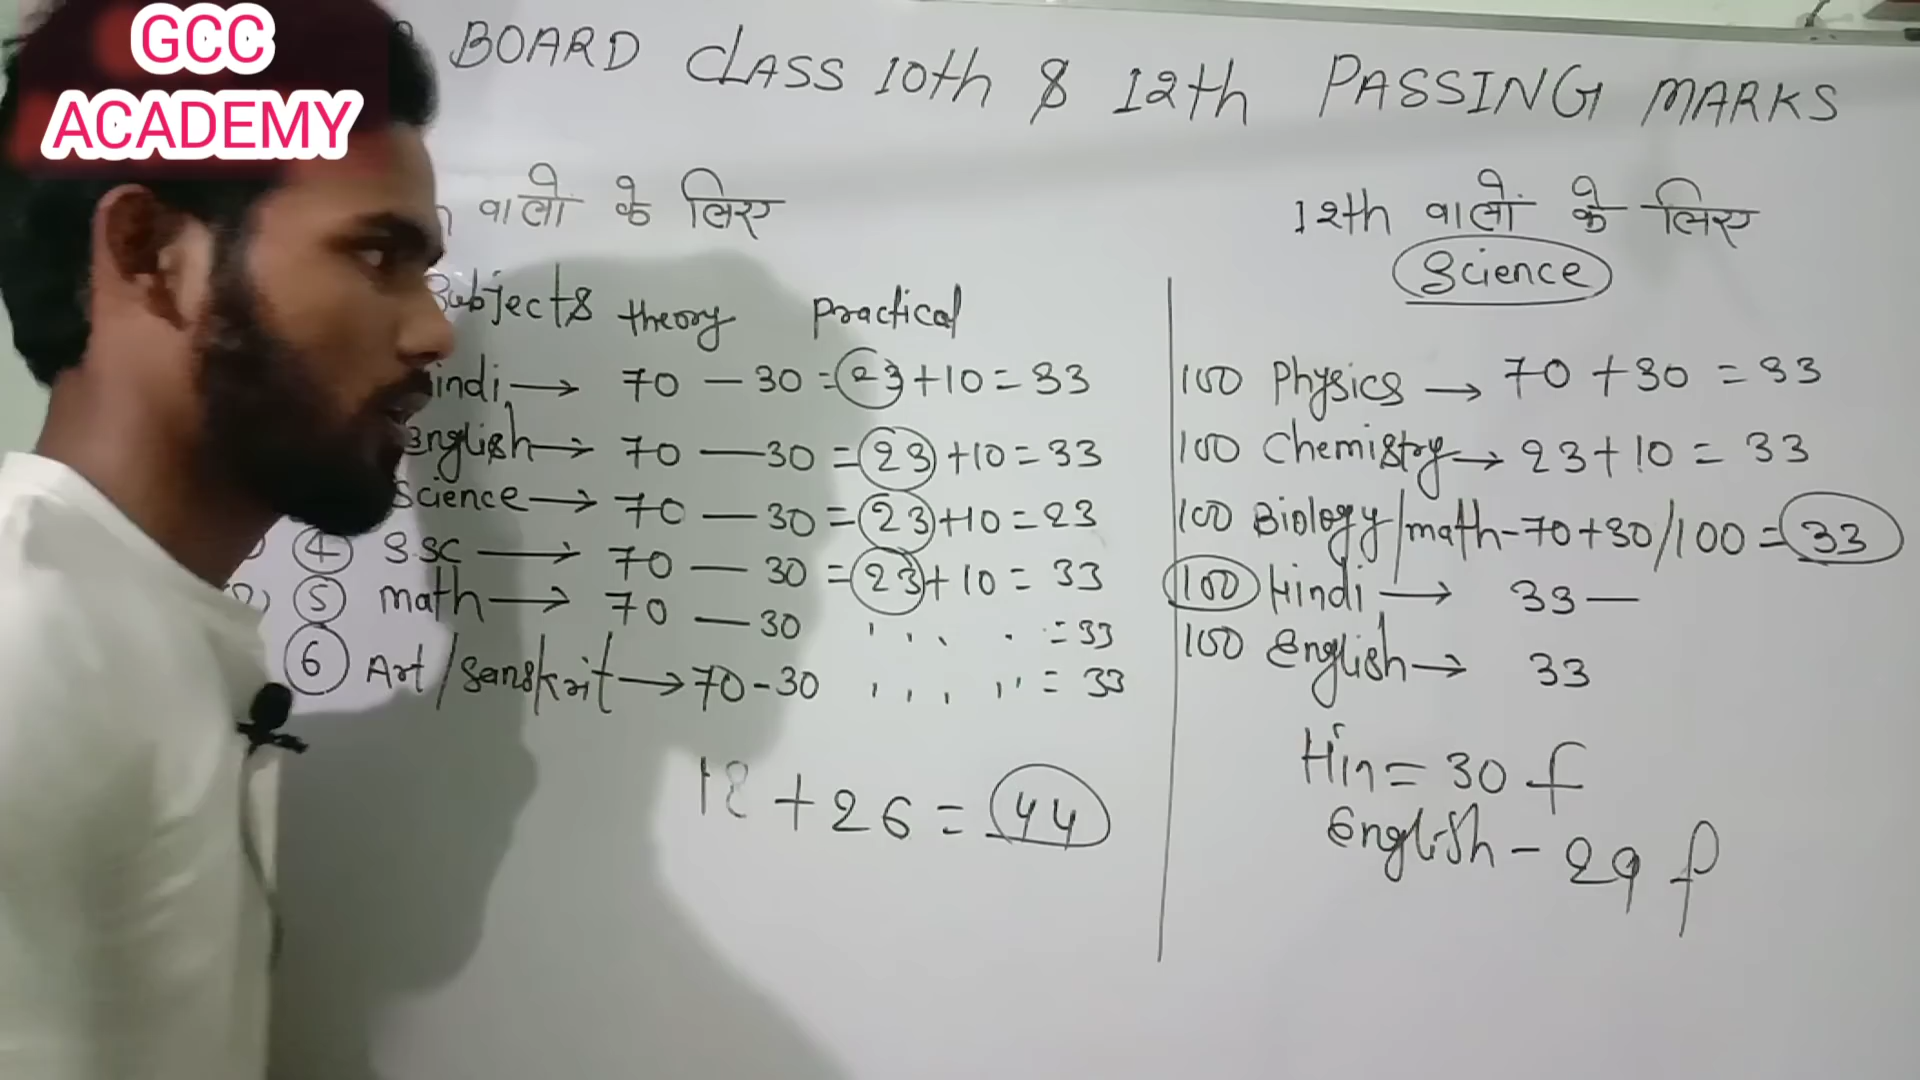 GCC
ACADEMY
BOARD CLASS 10th & 12th PASSING MARKS
वालो के लिए
Subjects theory Practical
indi → 70 — 30 = 23 + 10 = 33
English → 70 — 30 = 23 + 10 = 33
Science → 70 — 30 = 23 + 10 = 23
4 SSC → 70 — 30 = 23 + 10 = 33
5 math → 70 — 30 = 33
6 Art/Sanskrit → 70 - 30 = 33
18 + 26 = 44
12th वालों के लिए
Science
100 Physics → 70 + 30 = 33
100 Chemistry → 23 + 10 = 33
100 Biology/math - 70 + 30/100 = 33
100 Hindi → 33 —
100 English → 33
Hin = 30 f
English - 29 f